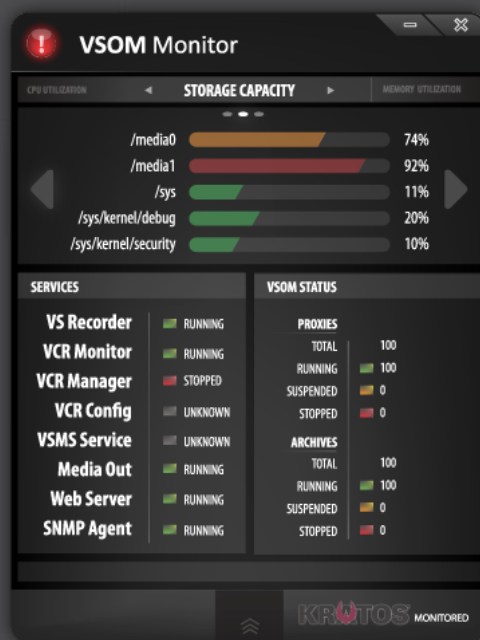 VSOM Monitor
CPU UTILIZATION STORAGE CAPACITY MEMORY UTILIZATION
/media0 74%
/media1 92%
/sys 11%
/sys/kernel/debug 20%
/sys/kernel/security 10%
SERVICES
VS Recorder RUNNING
VCR Monitor RUNNING
VCR Manager STOPPED
VCR Config UNKNOWN
VSMS Service UNKNOWN
Media Out RUNNING
Web Server RUNNING
SNMP Agent RUNNING
VSOM STATUS
PROXIES
TOTAL 100
RUNNING 100
SUSPENDED 0
STOPPED 0
ARCHIVES
TOTAL 100
RUNNING 100
SUSPENDED 0
STOPPED 0
KRATOS MONITORED